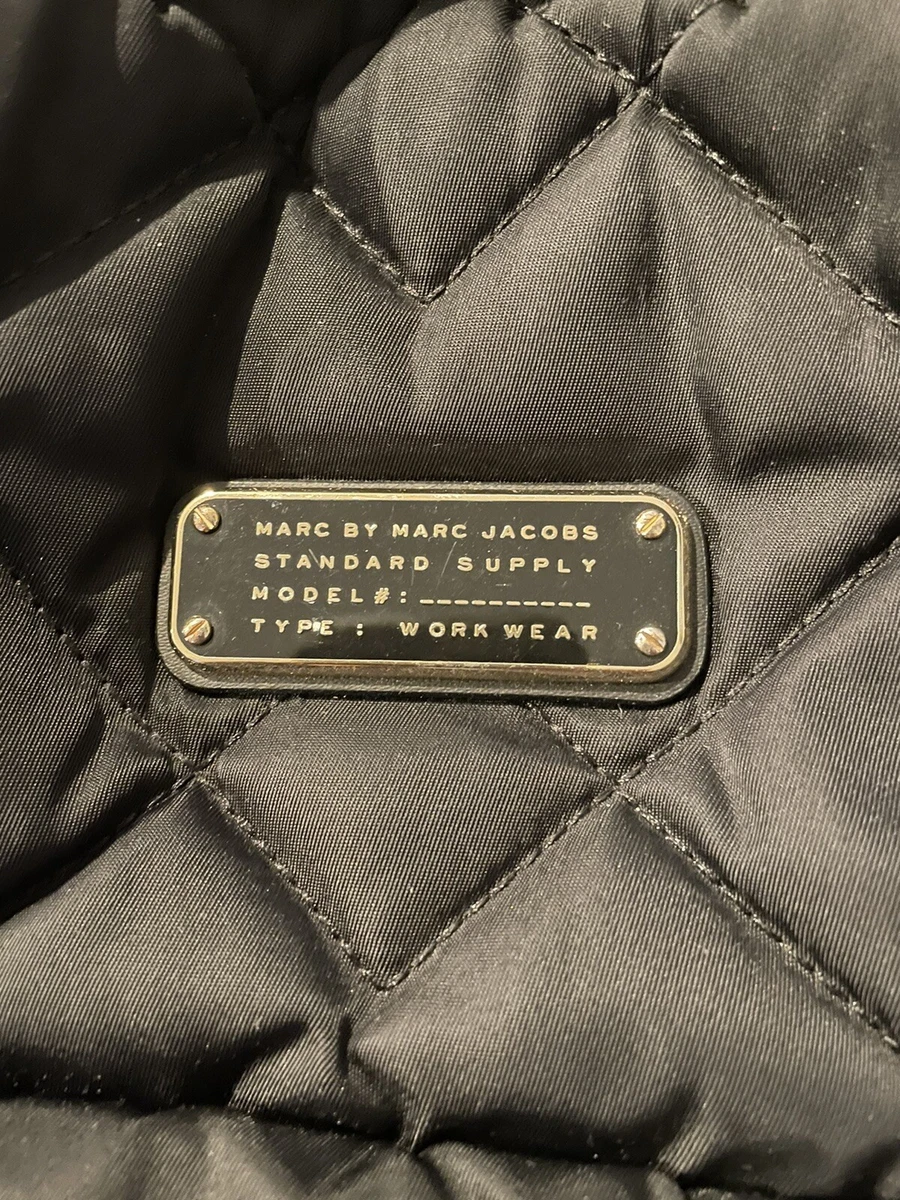 MARC BY MARC JACOBS
STANDARD SUPPLY
MODEL#: __________
TYPE : WORK WEAR